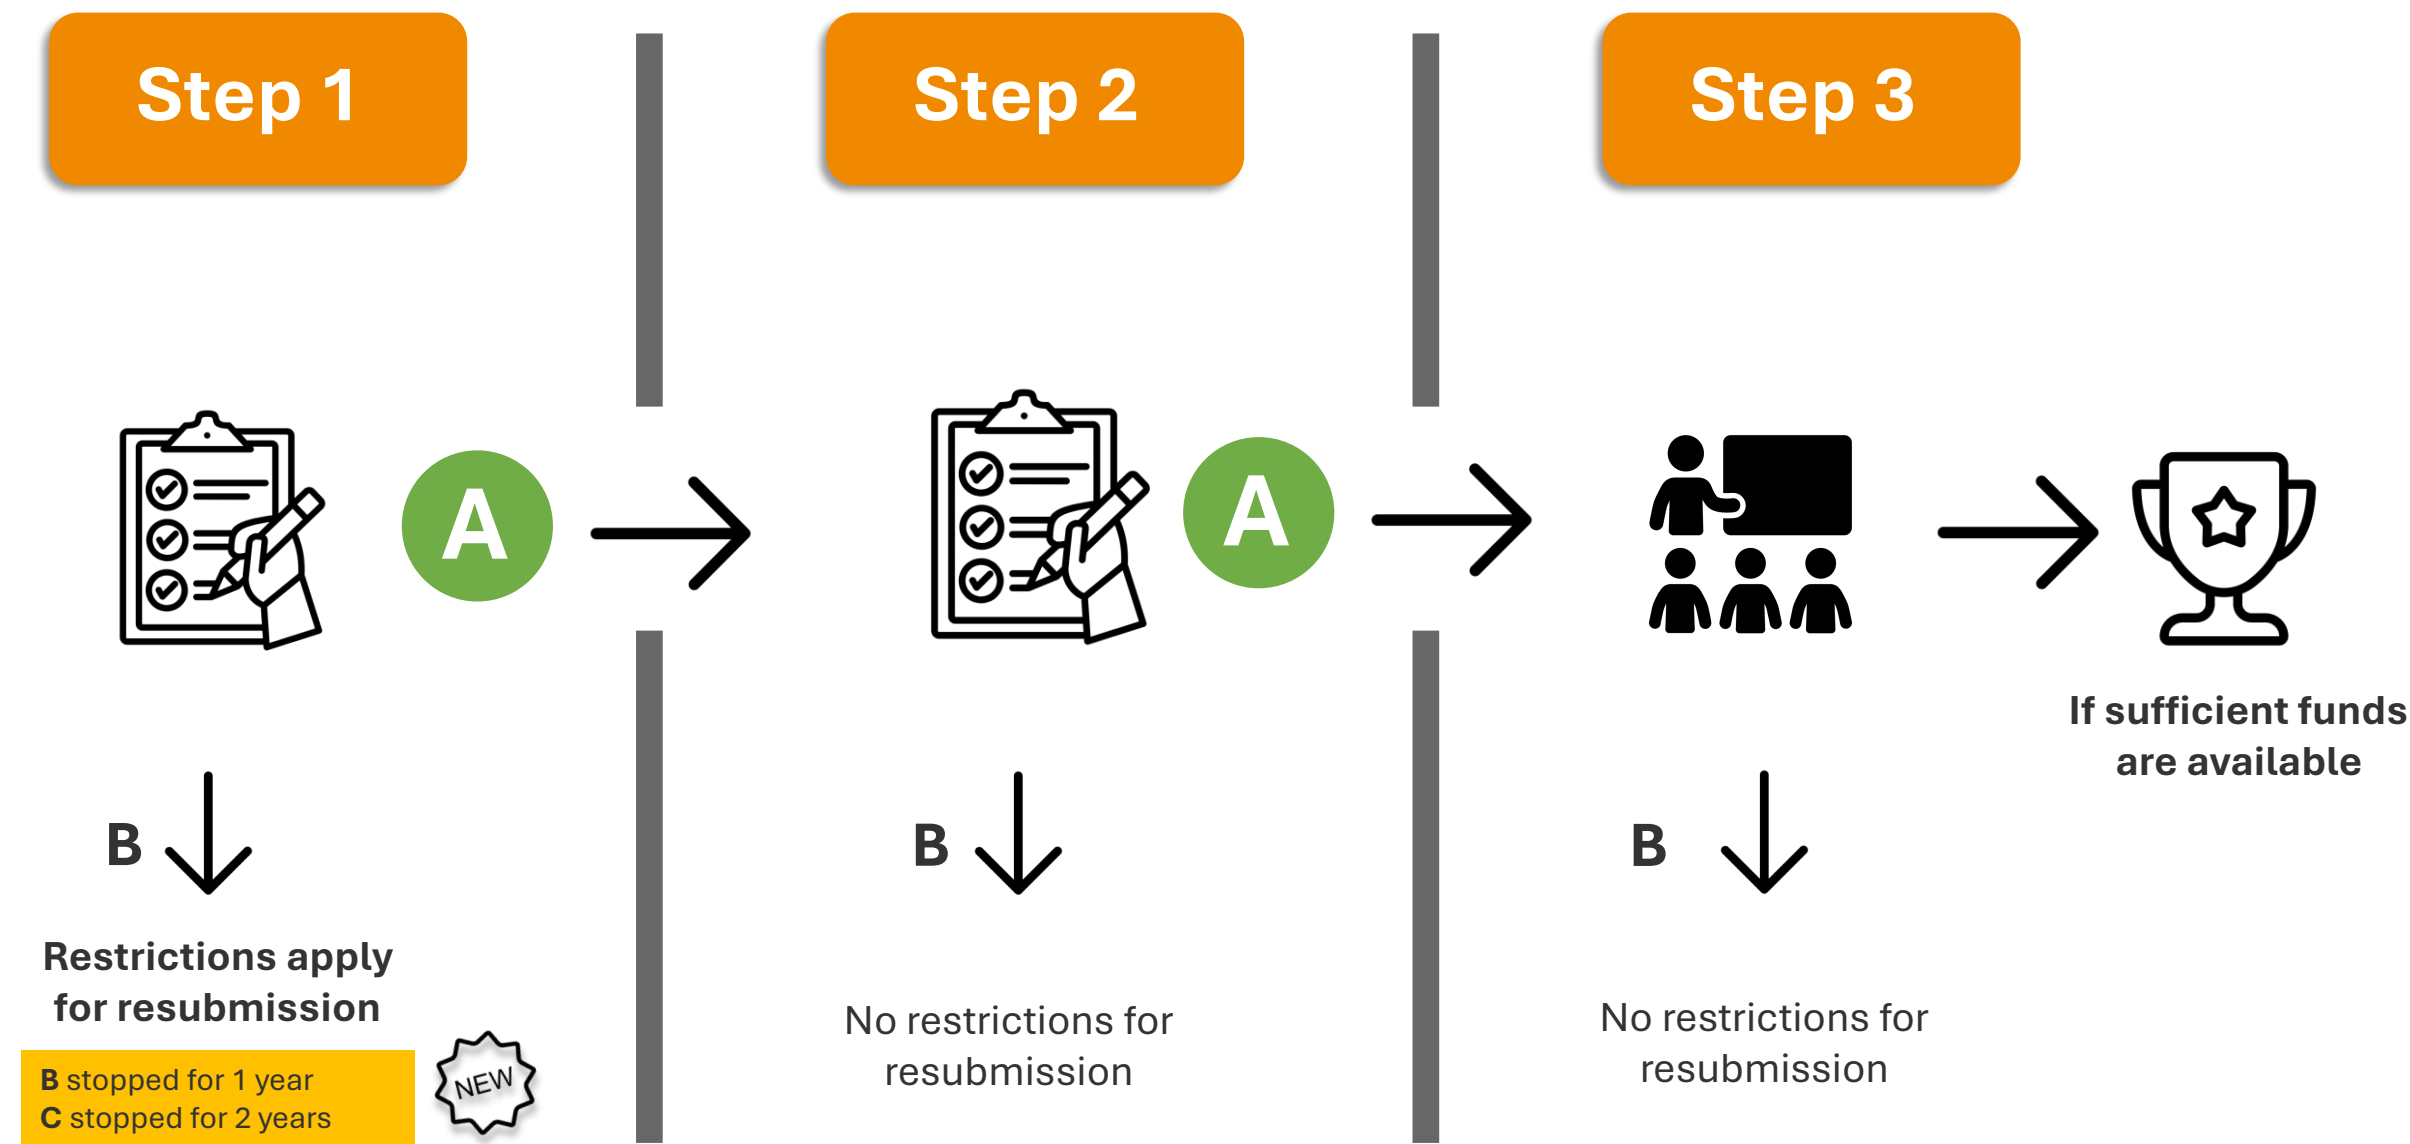 Step 1
Step 2
Step 3
A
A
If sufficient funds
are available
B
B
B
Restrictions apply
for resubmission
B stopped for 1 year
C stopped for 2 years
NEW
No restrictions for
resubmission
No restrictions for
resubmission